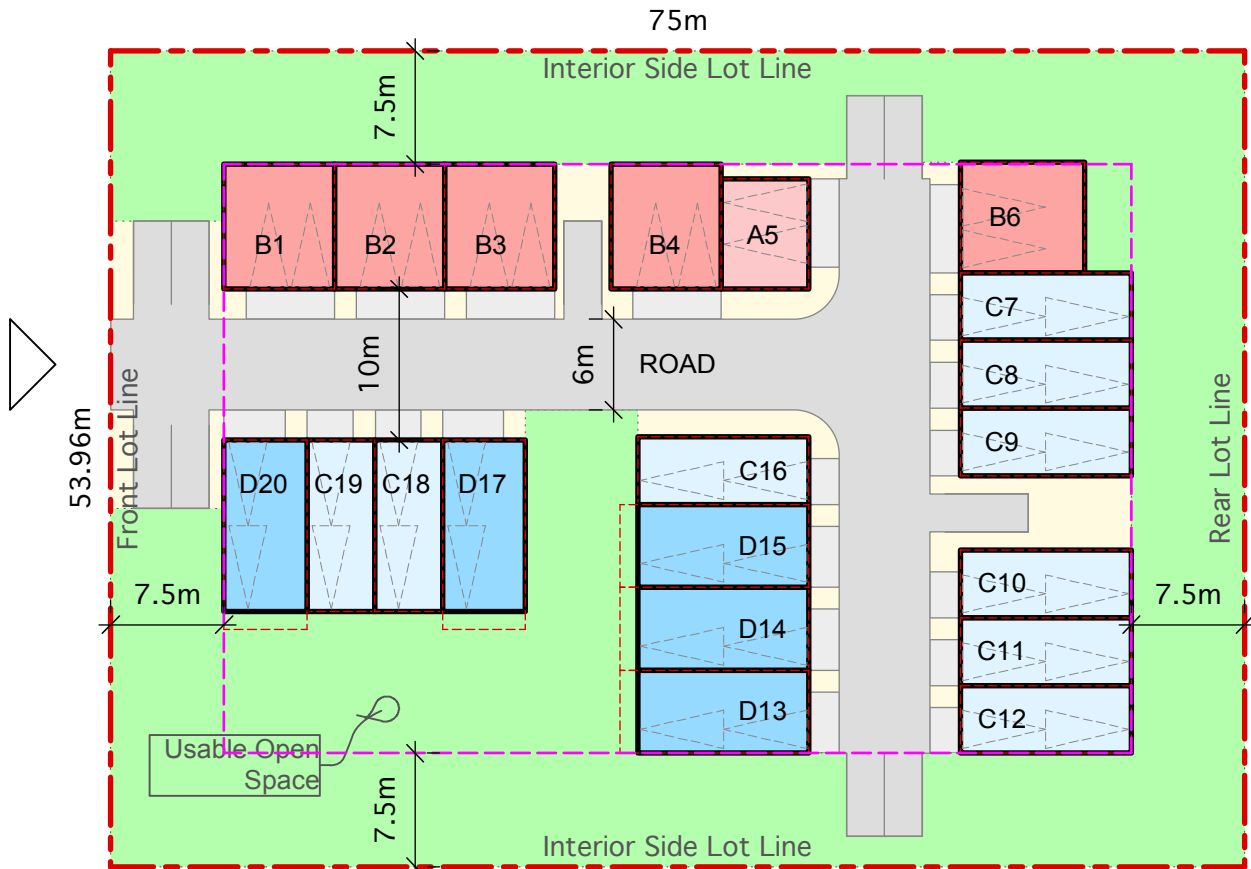 75m
Interior Side Lot Line
7.5m
B1
B2
B3
B4
A5
B6
C7
C8
C9
10m
6m
ROAD
53.96m
Front Lot Line
Rear Lot Line
D20
C19
C18
D17
C16
D15
D14
D13
C10
C11
C12
7.5m
7.5m
Usable Open
Space
7.5m
Interior Side Lot Line